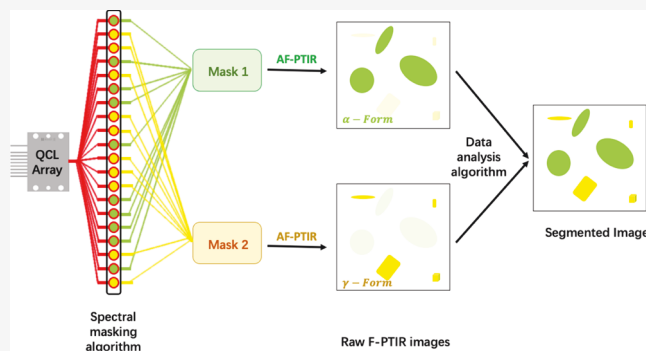 QCL
Array
Spectral
masking
algorithm
Mask 1
Mask 2
AF-PTIR
AF-PTIR
α - Form
γ - Form
Raw F-PTIR images
Data
analysis
algorithm
Segmented Image